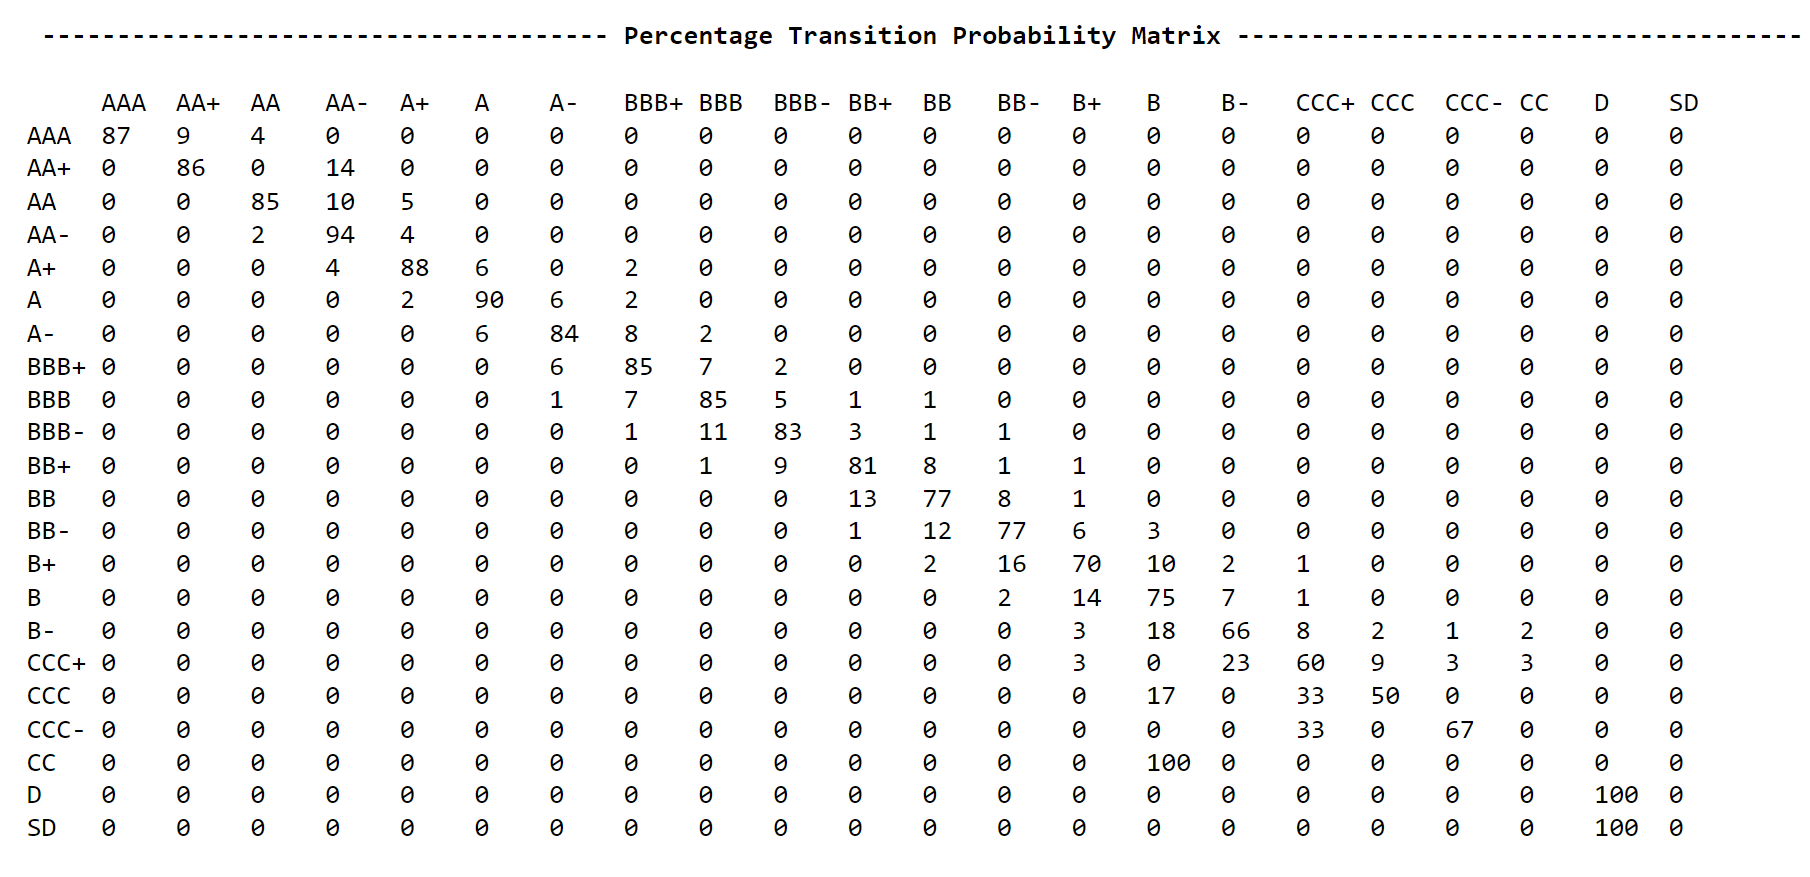 -------------------------------------- Percentage Transition Probability Matrix --------------------------------------
     AAA  AA+  AA   AA-  A+   A    A-   BBB+ BBB  BBB- BB+  BB   BB-  B+   B    B-   CCC+ CCC  CCC- CC   D    SD
AAA  87   9    4    0    0    0    0    0    0    0    0    0    0    0    0    0    0    0    0    0    0    0
AA+  0    86   0    14   0    0    0    0    0    0    0    0    0    0    0    0    0    0    0    0    0    0
AA   0    0    85   10   5    0    0    0    0    0    0    0    0    0    0    0    0    0    0    0    0    0
AA-  0    0    2    94   4    0    0    0    0    0    0    0    0    0    0    0    0    0    0    0    0    0
A+   0    0    0    4    88   6    0    2    0    0    0    0    0    0    0    0    0    0    0    0    0    0
A    0    0    0    0    2    90   6    2    0    0    0    0    0    0    0    0    0    0    0    0    0    0
A-   0    0    0    0    0    6    84   8    2    0    0    0    0    0    0    0    0    0    0    0    0    0
BBB+ 0    0    0    0    0    0    6    85   7    2    0    0    0    0    0    0    0    0    0    0    0    0
BBB  0    0    0    0    0    0    1    7    85   5    1    1    0    0    0    0    0    0    0    0    0    0
BBB- 0    0    0    0    0    0    0    1    11   83   3    1    1    0    0    0    0    0    0    0    0    0
BB+  0    0    0    0    0    0    0    0    1    9    81   8    1    1    0    0    0    0    0    0    0    0
BB   0    0    0    0    0    0    0    0    0    0    13   77   8    1    0    0    0    0    0    0    0    0
BB-  0    0    0    0    0    0    0    0    0    0    1    12   77   6    3    0    0    0    0    0    0    0
B+   0    0    0    0    0    0    0    0    0    0    0    2    16   70   10   2    1    0    0    0    0    0
B    0    0    0    0    0    0    0    0    0    0    0    0    2    14   75   7    1    0    0    0    0    0
B-   0    0    0    0    0    0    0    0    0    0    0    0    0    3    18   66   8    2    1    2    0    0
CCC+ 0    0    0    0    0    0    0    0    0    0    0    0    0    3    0    23   60   9    3    3    0    0
CCC  0    0    0    0    0    0    0    0    0    0    0    0    0    0    17   0    33   50   0    0    0    0
CCC- 0    0    0    0    0    0    0    0    0    0    0    0    0    0    0    0    33   0    67   0    0    0
CC   0    0    0    0    0    0    0    0    0    0    0    0    0    0    100  0    0    0    0    0    0    0
D    0    0    0    0    0    0    0    0    0    0    0    0    0    0    0    0    0    0    0    0    100  0
SD   0    0    0    0    0    0    0    0    0    0    0    0    0    0    0    0    0    0    0    0    100  0